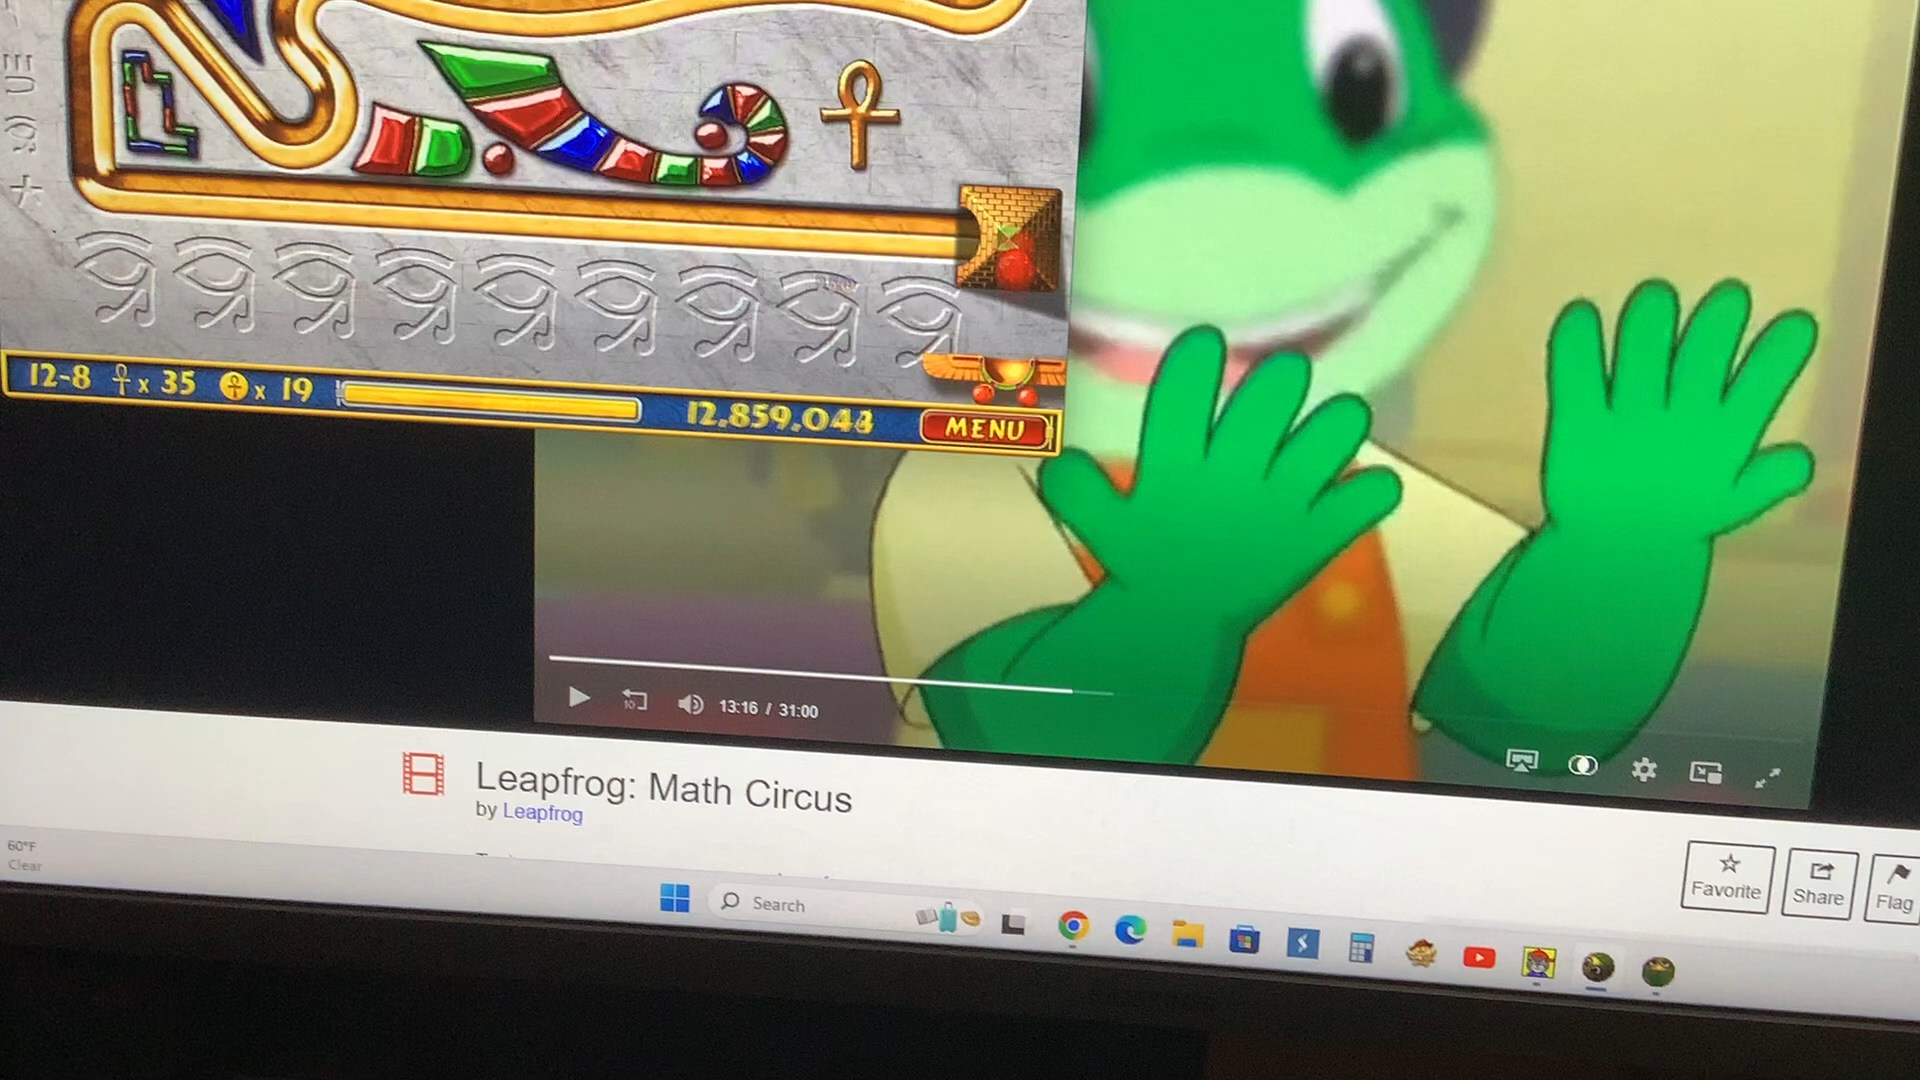 12-8 x 35 x 19 12,859,044 MENU
13:16 / 31:00
10
Leapfrog: Math Circus
by Leapfrog
60°F
Clear
Search
Favorite
Share
Flag